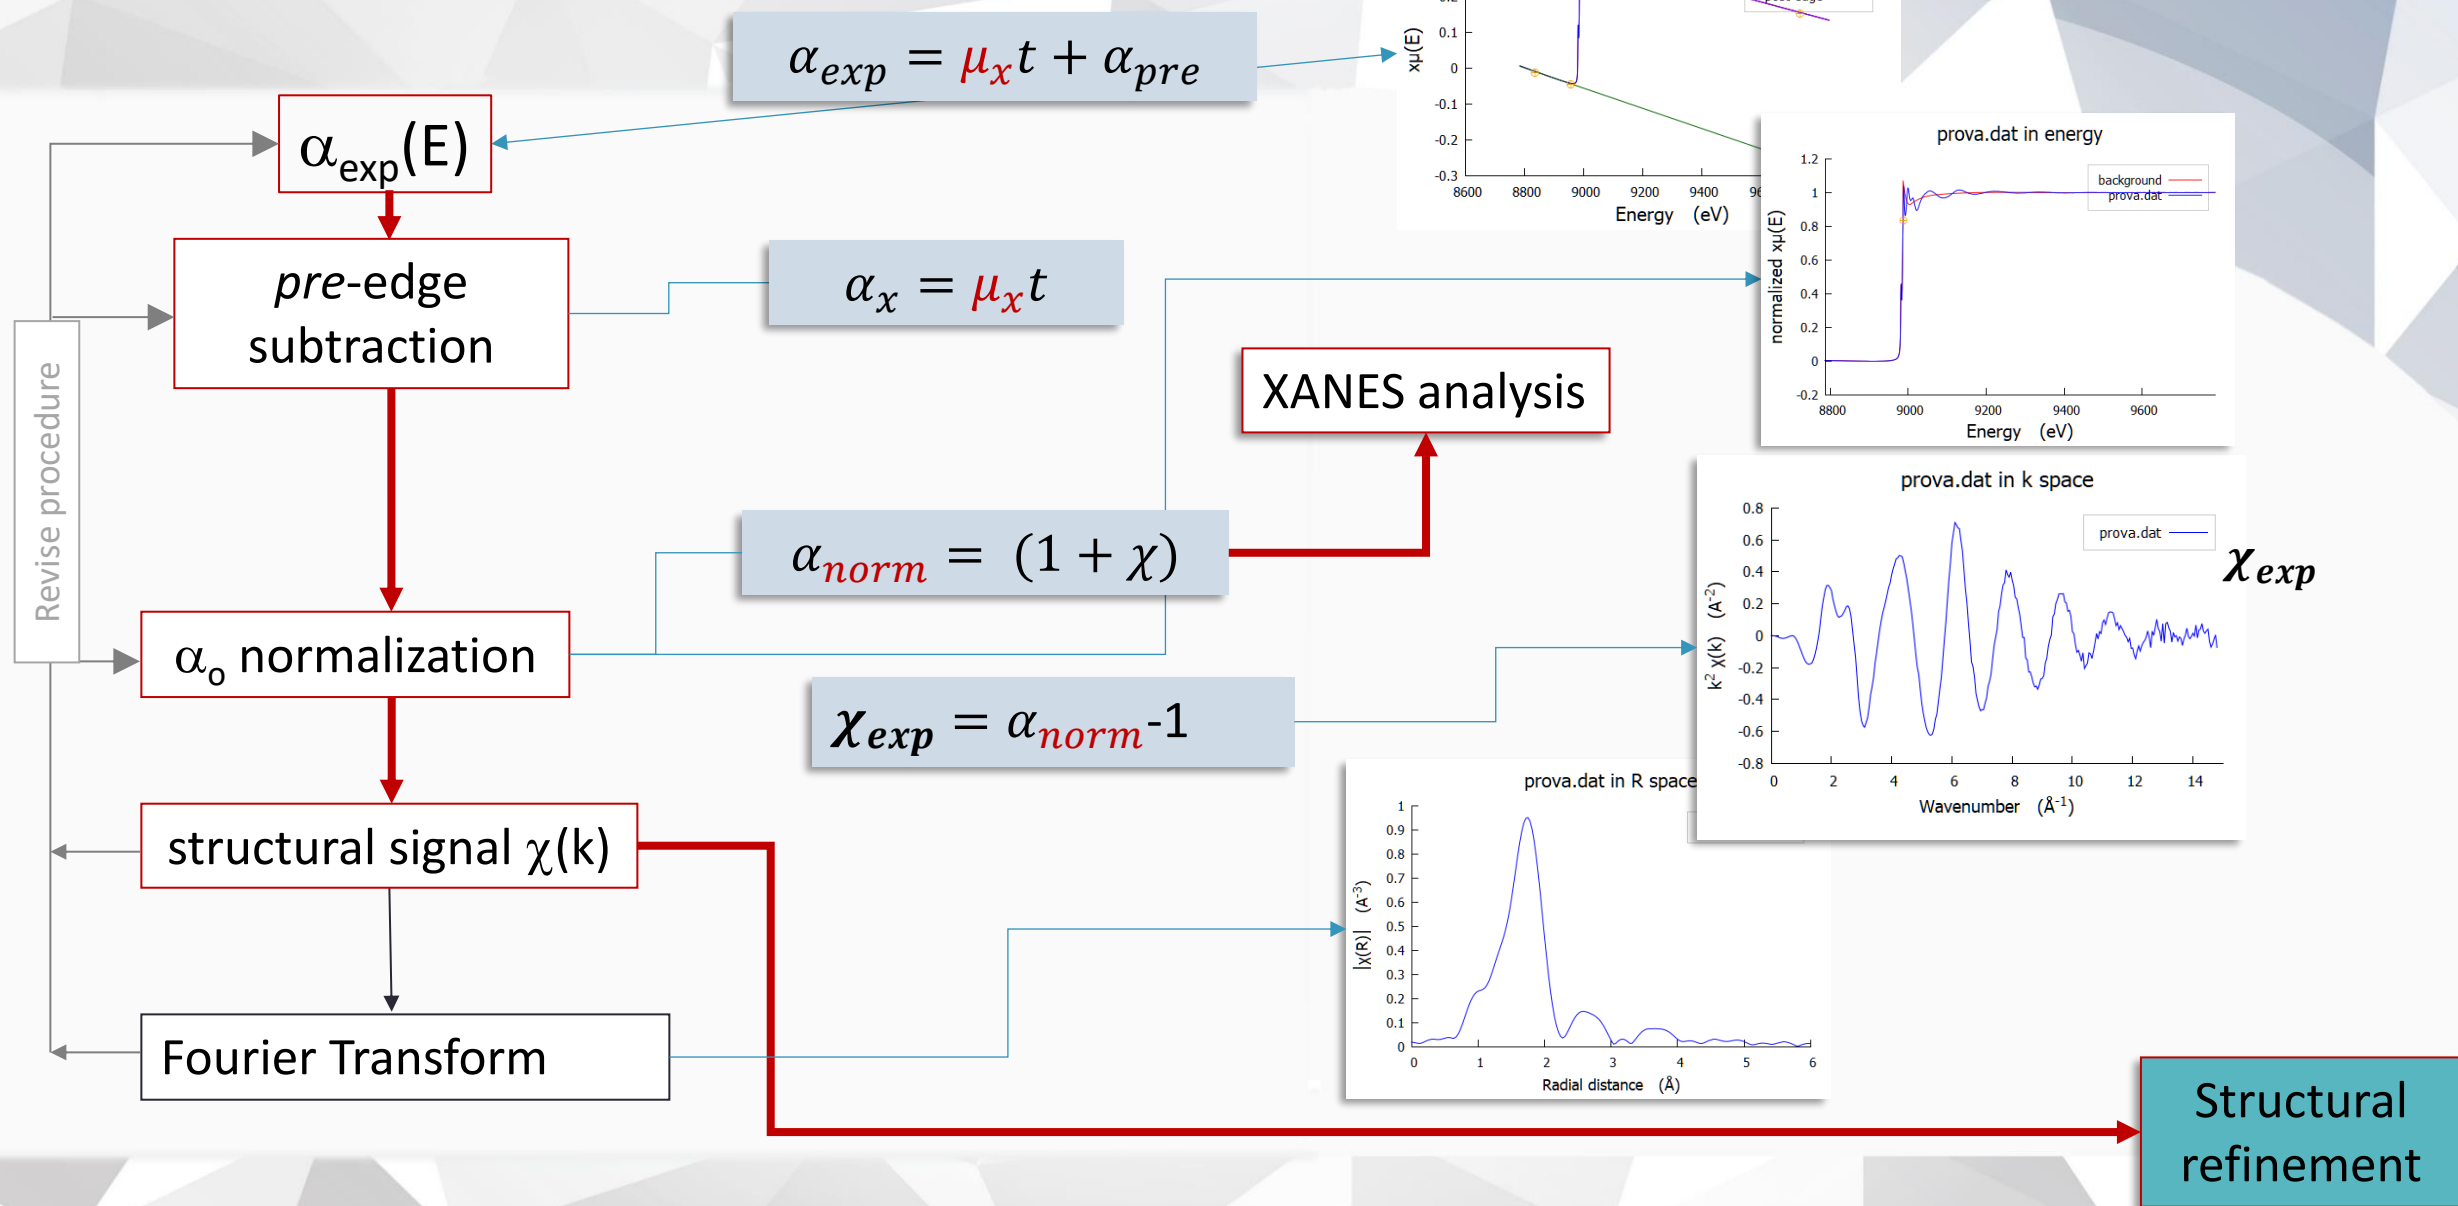 α_exp = μ_x t + α_pre
α_exp(E)
pre-edge
subtraction
α_x = μ_x t
Revise procedure
XANES analysis
α_norm = (1 + χ)
α_o normalization
χ_exp = α_norm-1
structural signal χ(k)
Fourier Transform
Structural
refinement
xμ(E)
0.1
0
-0.1
-0.2
-0.3
8600 8800 9000 9200 9400
Energy (eV)
prova.dat in energy
background
prova.dat
normalized xμ(E)
1.2
1
0.8
0.6
0.4
0.2
0
-0.2
8800 9000 9200 9400 9600
Energy (eV)
prova.dat in k space
prova.dat
χ_exp
k² χ(k) (A⁻²)
0.8
0.6
0.4
0.2
0
-0.2
-0.4
-0.6
-0.8
0 2 4 6 8 10 12 14
Wavenumber (Å⁻¹)
prova.dat in R space
|χ(R)| (A⁻³)
1
0.9
0.8
0.7
0.6
0.5
0.4
0.3
0.2
0.1
0
0 1 2 3 4 5 6
Radial distance (Å)